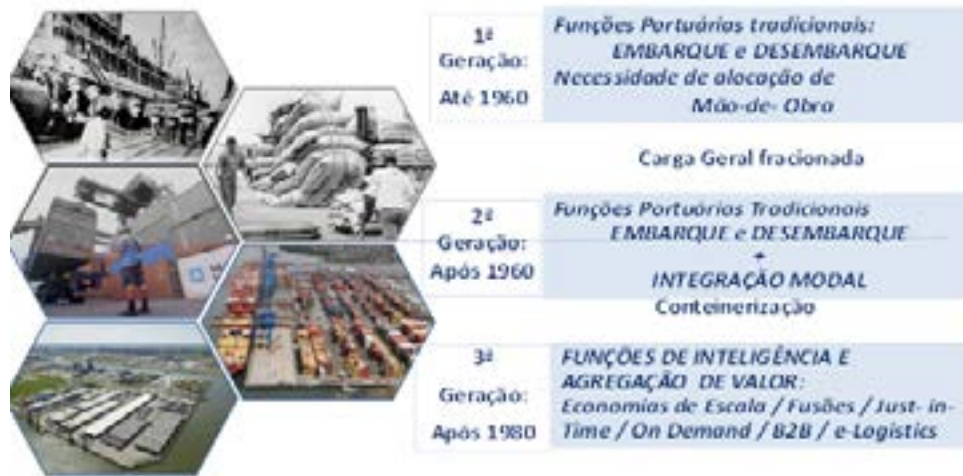 1ª
Geração:
Até 1960
Funções Portuárias tradicionais:
EMBARQUE e DESEMBARQUE
Necessidade de alocação de
Mão-de- Obra
Carga Geral fracionada
2ª
Geração:
Após 1960
Funções Portuárias Tradicionais
EMBARQUE e DESEMBARQUE
+
INTEGRAÇÃO MODAL
Conteinerização
3ª
Geração:
Após 1980
FUNÇÕES DE INTELIGÊNCIA E
AGREGAÇÃO DE VALOR:
Economias de Escala / Fusões / Just- in-
Time / On Demand / B2B / e-Logistics